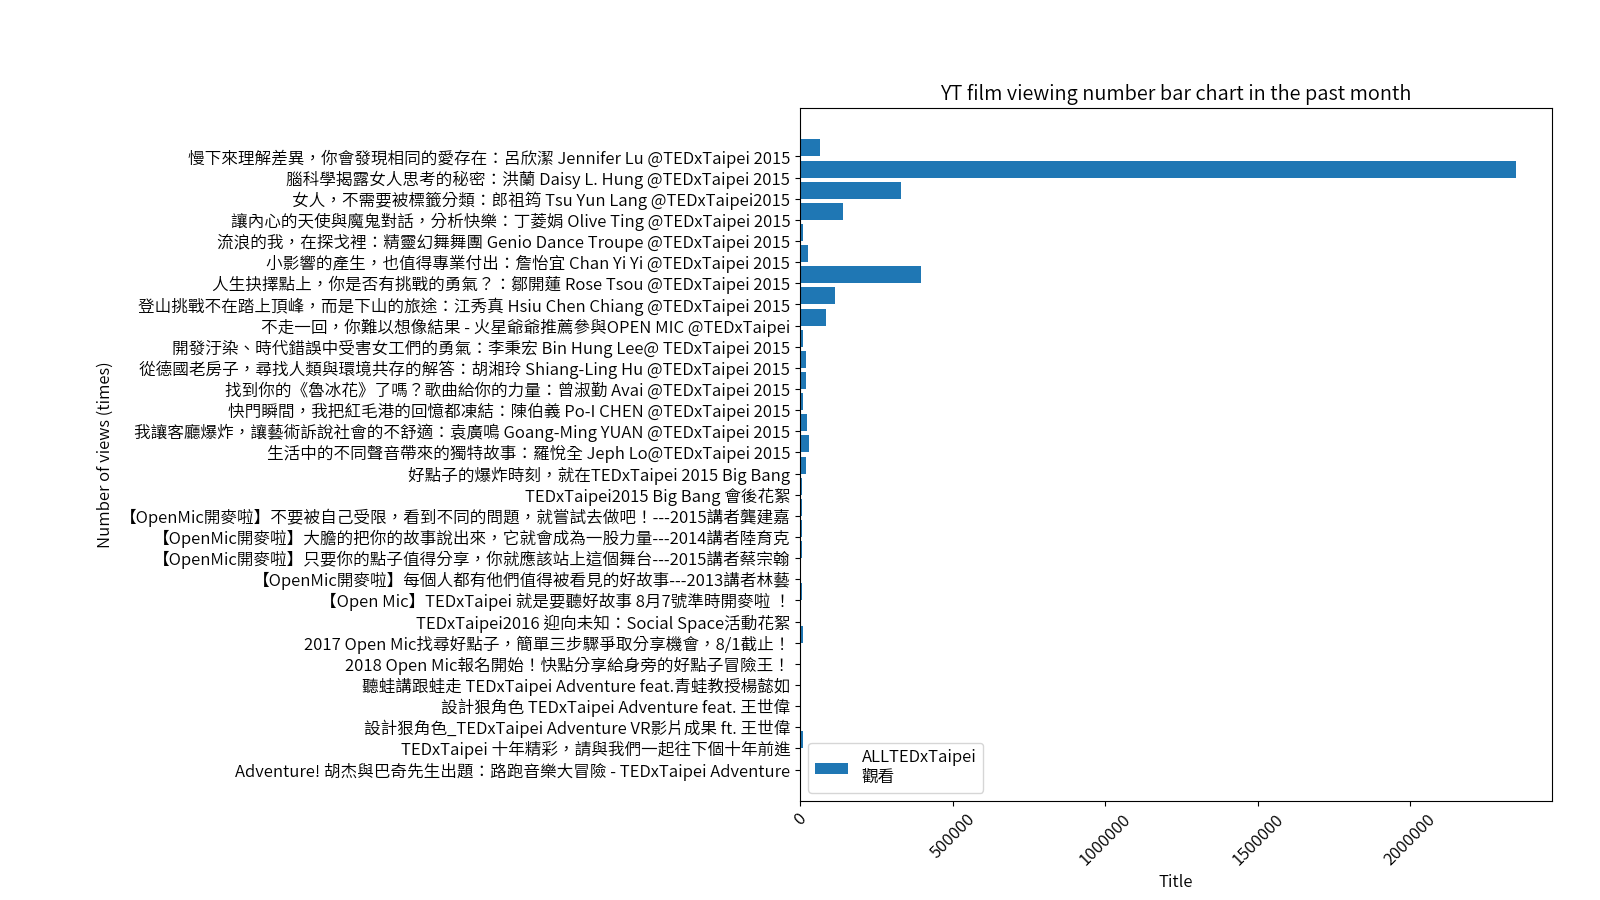 YT film viewing number bar chart in the past month
慢下來理解差異，你會發現相同的愛存在：呂欣潔 Jennifer Lu @TEDxTaipei 2015
腦科學揭露女人思考的秘密：洪蘭 Daisy L. Hung @TEDxTaipei 2015
女人，不需要被標籤分類：郎祖筠 Tsu Yun Lang @TEDxTaipei2015
讓內心的天使與魔鬼對話，分析快樂：丁菱娟 Olive Ting @TEDxTaipei 2015
流浪的我，在探戈裡：精靈幻舞舞團 Genio Dance Troupe @TEDxTaipei 2015
小影響的產生，也值得專業付出：詹怡宜 Chan Yi Yi @TEDxTaipei 2015
人生抉擇點上，你是否有挑戰的勇氣？：鄒開蓮 Rose Tsou @TEDxTaipei 2015
登山挑戰不在踏上頂峰，而是下山的旅途：江秀真 Hsiu Chen Chiang @TEDxTaipei 2015
不走一回，你難以想像結果 - 火星爺爺推薦參與OPEN MIC @TEDxTaipei
開發汙染、時代錯誤中受害女工們的勇氣：李秉宏 Bin Hung Lee@ TEDxTaipei 2015
從德國老房子，尋找人類與環境共存的解答：胡湘玲 Shiang-Ling Hu @TEDxTaipei 2015
找到你的《魯冰花》了嗎？歌曲給你的力量：曾淑勤 Avai @TEDxTaipei 2015
快門瞬間，我把紅毛港的回憶都凍結：陳伯義 Po-I CHEN @TEDxTaipei 2015
我讓客廳爆炸，讓藝術訴說社會的不舒適：袁廣鳴 Goang-Ming YUAN @TEDxTaipei 2015
生活中的不同聲音帶來的獨特故事：羅悅全 Jeph Lo@TEDxTaipei 2015
好點子的爆炸時刻，就在TEDxTaipei 2015 Big Bang
TEDxTaipei2015 Big Bang 會後花絮
【OpenMic開麥啦】不要被自己受限，看到不同的問題，就嘗試去做吧！---2015講者龔建嘉
【OpenMic開麥啦】大膽的把你的故事說出來，它就會成為一股力量---2014講者陸育克
【OpenMic開麥啦】只要你的點子值得分享，你就應該站上這個舞台---2015講者蔡宗翰
【OpenMic開麥啦】每個人都有他們值得被看見的好故事---2013講者林藝
【Open Mic】TEDxTaipei 就是要聽好故事 8月7號準時開麥啦 ！
TEDxTaipei2016 迎向未知：Social Space活動花絮
2017 Open Mic找尋好點子，簡單三步驟爭取分享機會，8/1截止！
2018 Open Mic報名開始！快點分享給身旁的好點子冒險王！
聽蛙講跟蛙走 TEDxTaipei Adventure feat.青蛙教授楊懿如
設計狠角色 TEDxTaipei Adventure feat. 王世偉
設計狠角色_TEDxTaipei Adventure VR影片成果 ft. 王世偉
TEDxTaipei 十年精彩，請與我們一起往下個十年前進
Adventure! 胡杰與巴奇先生出題：路跑音樂大冒險 - TEDxTaipei Adventure
Number of views (times)
ALLTEDxTaipei
觀看
0
500000
1000000
1500000
2000000
Title